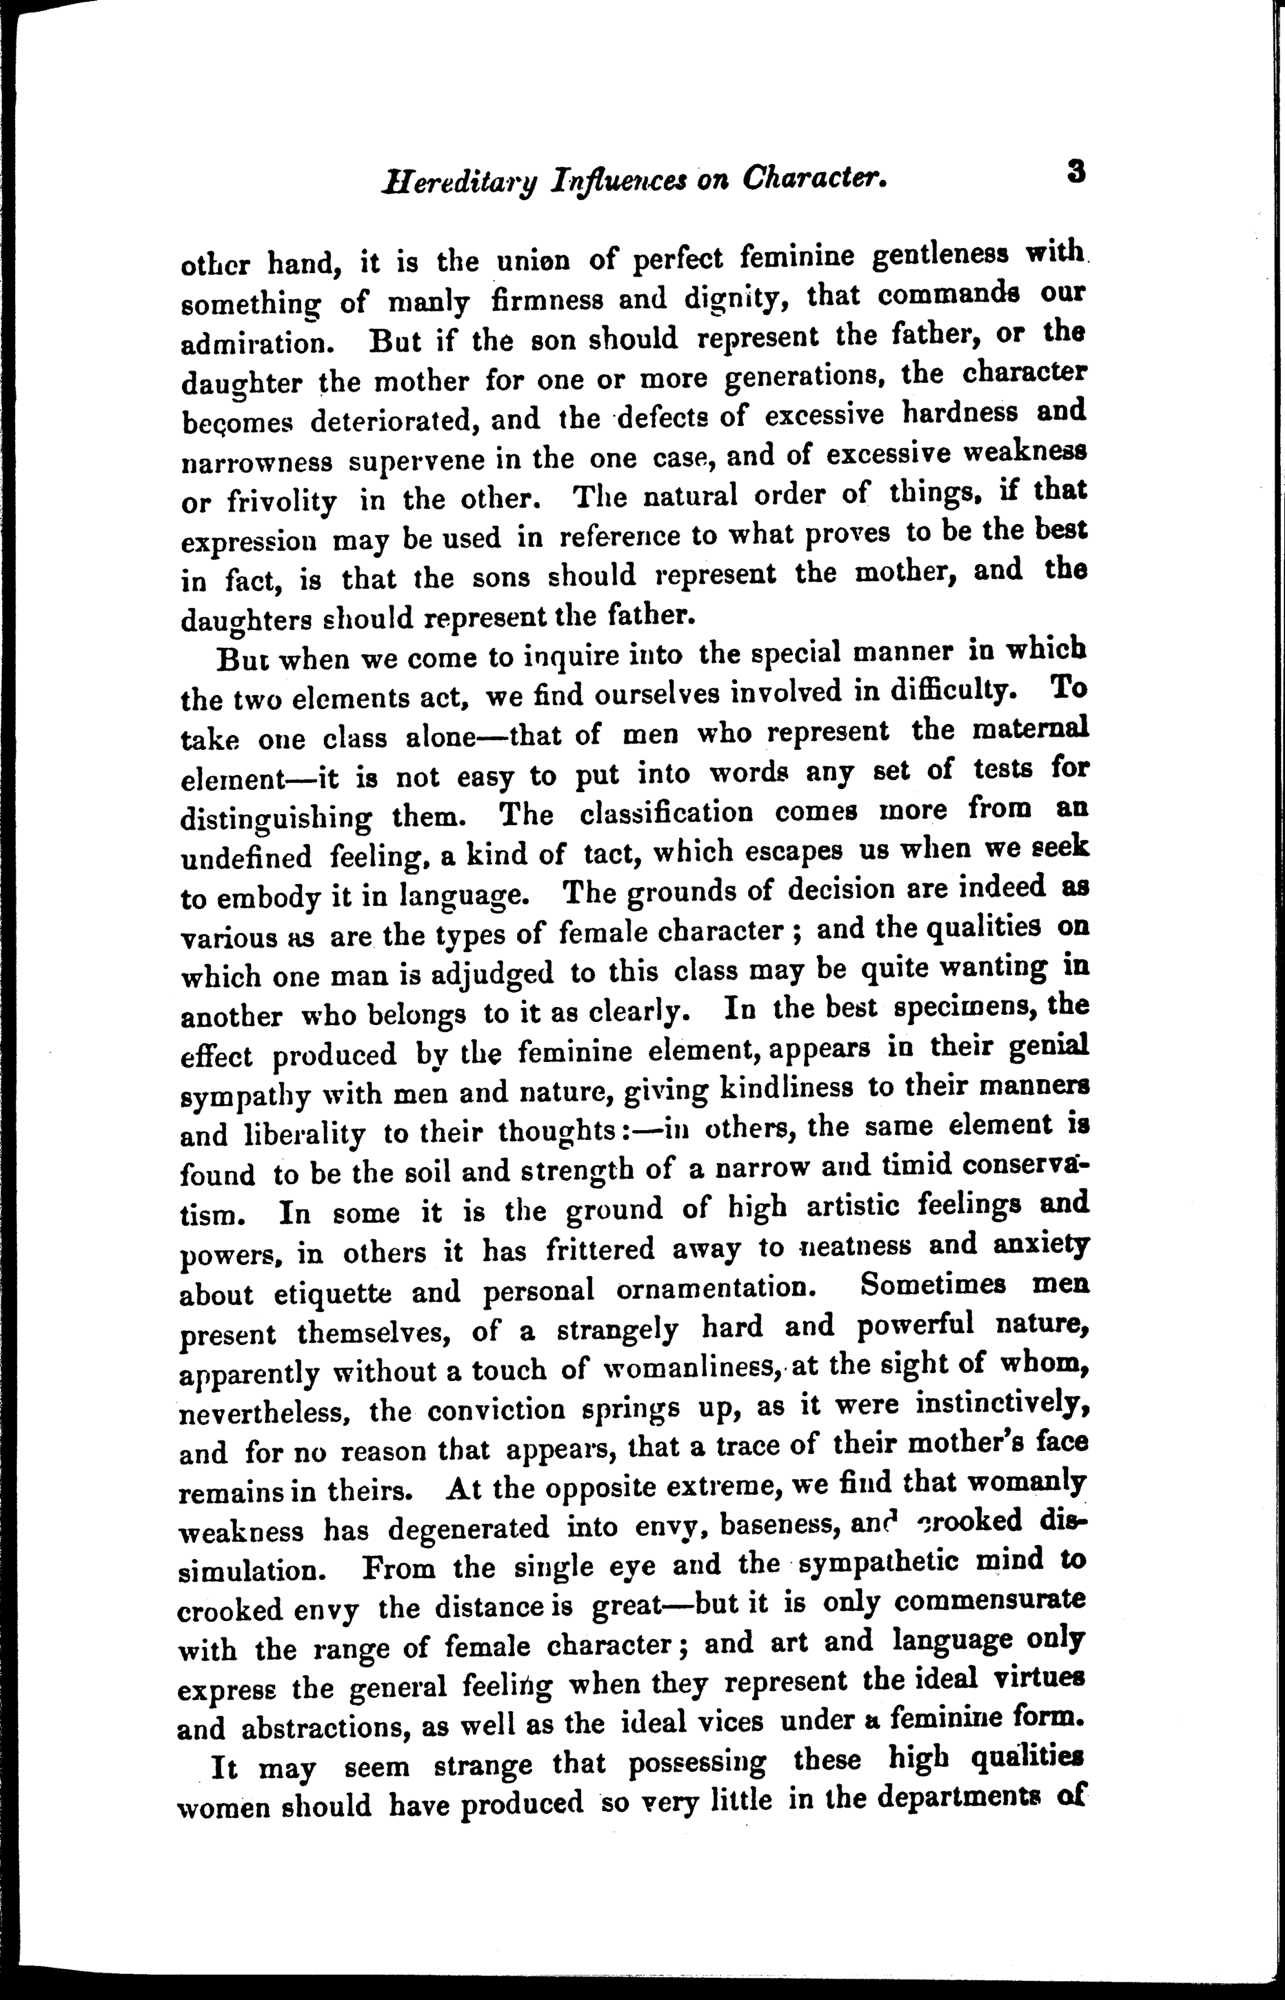 Hereditary Influences on Character. 3
other hand, it is the union of perfect feminine gentleness with
something of manly firmness and dignity, that commands our
admiration. But if the son should represent the father, or the
daughter the mother for one or more generations, the character
becomes deteriorated, and the defects of excessive hardness and
narrowness supervene in the one case, and of excessive weakness
or frivolity in the other. The natural order of things, if that
expression may be used in reference to what proves to be the best
in fact, is that the sons should represent the mother, and the
daughters should represent the father.
But when we come to inquire into the special manner in which
the two elements act, we find ourselves involved in difficulty. To
take one class alone—that of men who represent the maternal
element—it is not easy to put into words any set of tests for
distinguishing them. The classification comes more from an
undefined feeling, a kind of tact, which escapes us when we seek
to embody it in language. The grounds of decision are indeed as
various as are the types of female character ; and the qualities on
which one man is adjudged to this class may be quite wanting in
another who belongs to it as clearly. In the best specimens, the
effect produced by the feminine element, appears in their genial
sympathy with men and nature, giving kindliness to their manners
and liberality to their thoughts:—in others, the same element is
found to be the soil and strength of a narrow and timid conserva-
tism. In some it is the ground of high artistic feelings and
powers, in others it has frittered away to neatness and anxiety
about etiquette and personal ornamentation. Sometimes men
present themselves, of a strangely hard and powerful nature,
apparently without a touch of womanliness, at the sight of whom,
nevertheless, the conviction springs up, as it were instinctively,
and for no reason that appears, that a trace of their mother's face
remains in theirs. At the opposite extreme, we find that womanly
weakness has degenerated into envy, baseness, and crooked dis-
simulation. From the single eye and the sympathetic mind to
crooked envy the distance is great—but it is only commensurate
with the range of female character ; and art and language only
express the general feeling when they represent the ideal virtues
and abstractions, as well as the ideal vices under a feminine form.
It may seem strange that possessing these high qualities
women should have produced so very little in the departments of